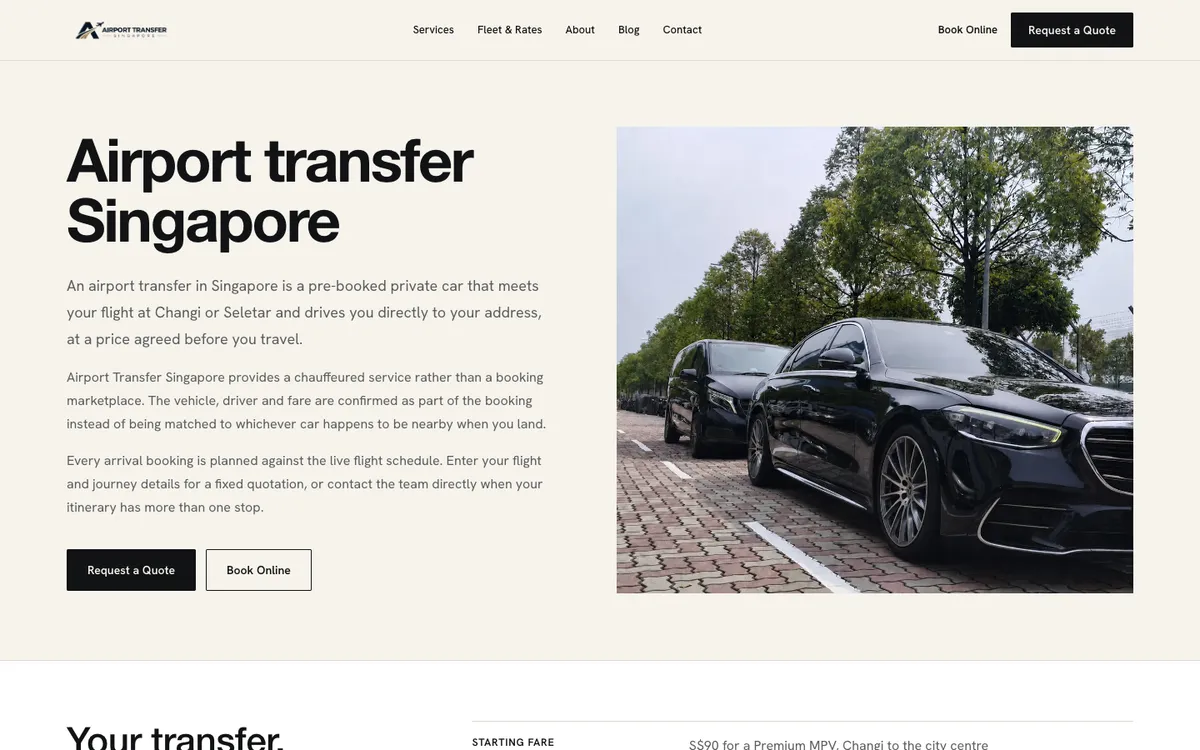 AIRPORT TRANSFER
SINGAPORE
Services
Fleet & Rates
About
Blog
Contact
Book Online
Request a Quote
Airport transfer
Singapore
An airport transfer in Singapore is a pre-booked private car that meets
your flight at Changi or Seletar and drives you directly to your address,
at a price agreed before you travel.
Airport Transfer Singapore provides a chauffeured service rather than a booking
marketplace. The vehicle, driver and fare are confirmed as part of the booking
instead of being matched to whichever car happens to be nearby when you land.
Every arrival booking is planned against the live flight schedule. Enter your flight
and journey details for a fixed quotation, or contact the team directly when your
itinerary has more than one stop.
Request a Quote
Book Online
Your transfer,
STARTING FARE
S$90 for a Premium MPV, Changi to the city centre